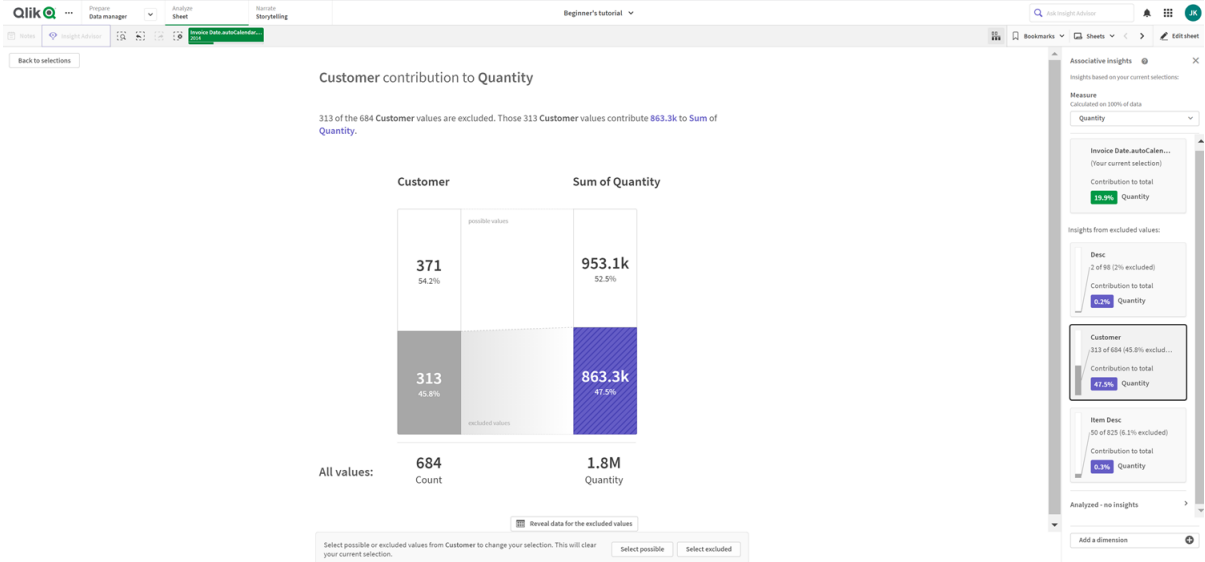 Qlik
Prepare
Data manager
Analyze
Sheet
Narrate
Storytelling
Beginner's tutorial
Ask Insight Advisor
JK
Notes
Insight Advisor
Invoice Date.autoCalendar....
2014
Bookmarks
Sheets
Edit sheet
Back to selections
Customer contribution to Quantity
313 of the 684 Customer values are excluded. Those 313 Customer values contribute 863.3k to Sum of
Quantity.
Customer
Sum of Quantity
possible values
371
54.2%
953.1k
52.5%
313
45.8%
863.3k
47.5%
excluded values
All values:
684
Count
1.8M
Quantity
Reveal data for the excluded values
Select possible or excluded values from Customer to change your selection. This will clear
your current selection.
Select possible
Select excluded
Associative insights
Insights based on your current selections:
Measure
Calculated on 100% of data
Quantity
Invoice Date.autoCalen...
(Your current selection)
Contribution to total
19.9% Quantity
Insights from excluded values:
Desc
2 of 98 (2% excluded)
Contribution to total
0.2% Quantity
Customer
313 of 684 (45.8% exclud...
Contribution to total
47.5% Quantity
Item Desc
50 of 825 (6.1% excluded)
Contribution to total
0.3% Quantity
Analyzed - no insights
Add a dimension